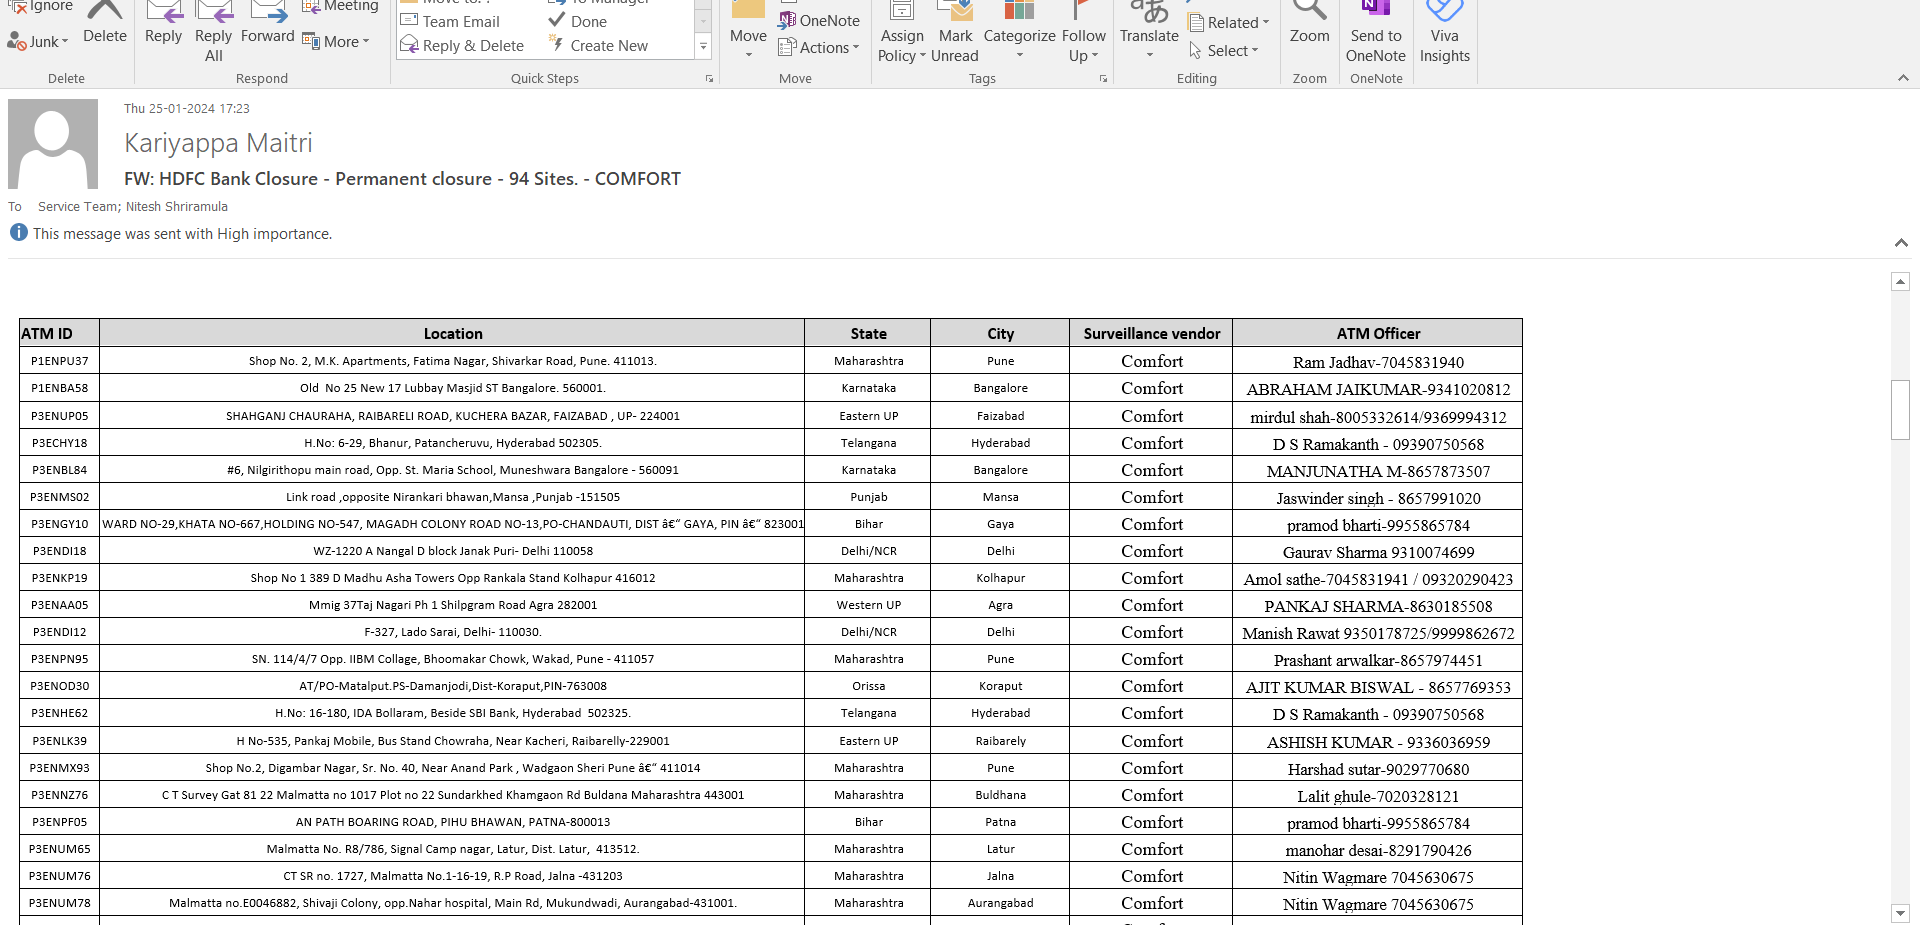 Ignore
Junk
Delete
Delete
Reply
Reply All
Forward
Meeting
More
Respond
Team Email
Reply & Delete
To Manager
Done
Create New
Quick Steps
Move
OneNote
Actions
Move
Assign Policy
Mark Unread
Categorize
Follow Up
Tags
Translate
Related
Select
Editing
Zoom
Zoom
Send to OneNote
OneNote
Viva Insights
Thu 25-01-2024 17:23
Kariyappa Maitri
FW: HDFC Bank Closure - Permanent closure - 94 Sites. - COMFORT
To Service Team; Nitesh Shriramula
This message was sent with High importance.
ATM ID Location State City Surveillance vendor ATM Officer
P1ENPU37 Shop No. 2, M.K. Apartments, Fatima Nagar, Shivarkar Road, Pune. 411013. Maharashtra Pune Comfort Ram Jadhav-7045831940
P1ENBA58 Old No 25 New 17 Lubbay Masjid ST Bangalore. 560001. Karnataka Bangalore Comfort ABRAHAM JAIKUMAR-9341020812
P3ENUP05 SHAHGANJ CHAURAHA, RAIBARELI ROAD, KUCHERA BAZAR, FAIZABAD , UP- 224001 Eastern UP Faizabad Comfort mirdul shah-8005332614/9369994312
P3ECHY18 H.No: 6-29, Bhanur, Patancheruvu, Hyderabad 502305. Telangana Hyderabad Comfort D S Ramakanth - 09390750568
P3ENBL84 #6, Nilgirithopu main road, Opp. St. Maria School, Muneshwara Bangalore - 560091 Karnataka Bangalore Comfort MANJUNATHA M-8657873507
P3ENMS02 Link road ,opposite Nirankari bhawan,Mansa ,Punjab -151505 Punjab Mansa Comfort Jaswinder singh - 8657991020
P3ENGY10 WARD NO-29,KHATA NO-667,HOLDING NO-547, MAGADH COLONY ROAD NO-13,PO-CHANDAUTI, DIST â€“ GAYA, PIN â€“ 823001 Bihar Gaya Comfort pramod bharti-9955865784
P3ENDI18 WZ-1220 A Nangal D block Janak Puri- Delhi 110058 Delhi/NCR Delhi Comfort Gaurav Sharma 9310074699
P3ENKP19 Shop No 1 389 D Madhu Asha Towers Opp Rankala Stand Kolhapur 416012 Maharashtra Kolhapur Comfort Amol sathe-7045831941 / 09320290423
P3ENAA05 Mmig 37Taj Nagari Ph 1 Shilpgram Road Agra 282001 Western UP Agra Comfort PANKAJ SHARMA-8630185508
P3ENDI12 F-327, Lado Sarai, Delhi- 110030. Delhi/NCR Delhi Comfort Manish Rawat 9350178725/9999862672
P3ENPN95 SN. 114/4/7 Opp. IIBM Collage, Bhoomakar Chowk, Wakad, Pune - 411057 Maharashtra Pune Comfort Prashant arwalkar-8657974451
P3ENOD30 AT/PO-Matalput.PS-Damanjodi,Dist-Koraput,PIN-763008 Orissa Koraput Comfort AJIT KUMAR BISWAL - 8657769353
P3ENHE62 H.No: 16-180, IDA Bollaram, Beside SBI Bank, Hyderabad 502325. Telangana Hyderabad Comfort D S Ramakanth - 09390750568
P3ENLK39 H No-535, Pankaj Mobile, Bus Stand Chowraha, Near Kacheri, Raibarelly-229001 Eastern UP Raibarely Comfort ASHISH KUMAR - 9336036959
P3ENMX93 Shop No.2, Digambar Nagar, Sr. No. 40, Near Anand Park , Wadgaon Sheri Pune â€“ 411014 Maharashtra Pune Comfort Harshad sutar-9029770680
P3ENNZ76 C T Survey Gat 81 22 Malmatta no 1017 Plot no 22 Sundarkhed Khamgaon Rd Buldana Maharashtra 443001 Maharashtra Buldhana Comfort Lalit ghule-7020328121
P3ENPF05 AN PATH BOARING ROAD, PIHU BHAWAN, PATNA-800013 Bihar Patna Comfort pramod bharti-9955865784
P3ENUM65 Malmatta No. R8/786, Signal Camp nagar, Latur, Dist. Latur, 413512. Maharashtra Latur Comfort manohar desai-8291790426
P3ENUM76 CT SR no. 1727, Malmatta No.1-16-19, R.P Road, Jalna -431203 Maharashtra Jalna Comfort Nitin Wagmare 7045630675
P3ENUM78 Malmatta no.E0046882, Shivaji Colony, opp.Nahar hospital, Main Rd, Mukundwadi, Aurangabad-431001. Maharashtra Aurangabad Comfort Nitin Wagmare 7045630675